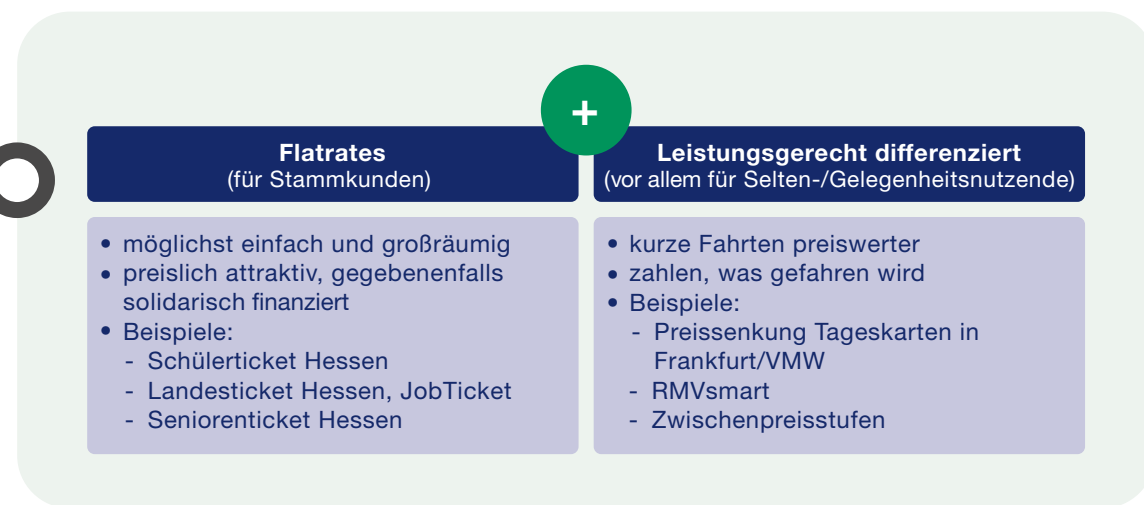 +
Flatrates
(für Stammkunden)
• möglichst einfach und großräumig
• preislich attraktiv, gegebenenfalls
solidarisch finanziert
• Beispiele:
- Schülerticket Hessen
- Landesticket Hessen, JobTicket
- Seniorenticket Hessen
Leistungsgerecht differenziert
(vor allem für Selten-/Gelegenheitsnutzende)
• kurze Fahrten preiswerter
• zahlen, was gefahren wird
• Beispiele:
- Preissenkung Tageskarten in
Frankfurt/VMW
- RMVsmart
- Zwischenpreisstufen